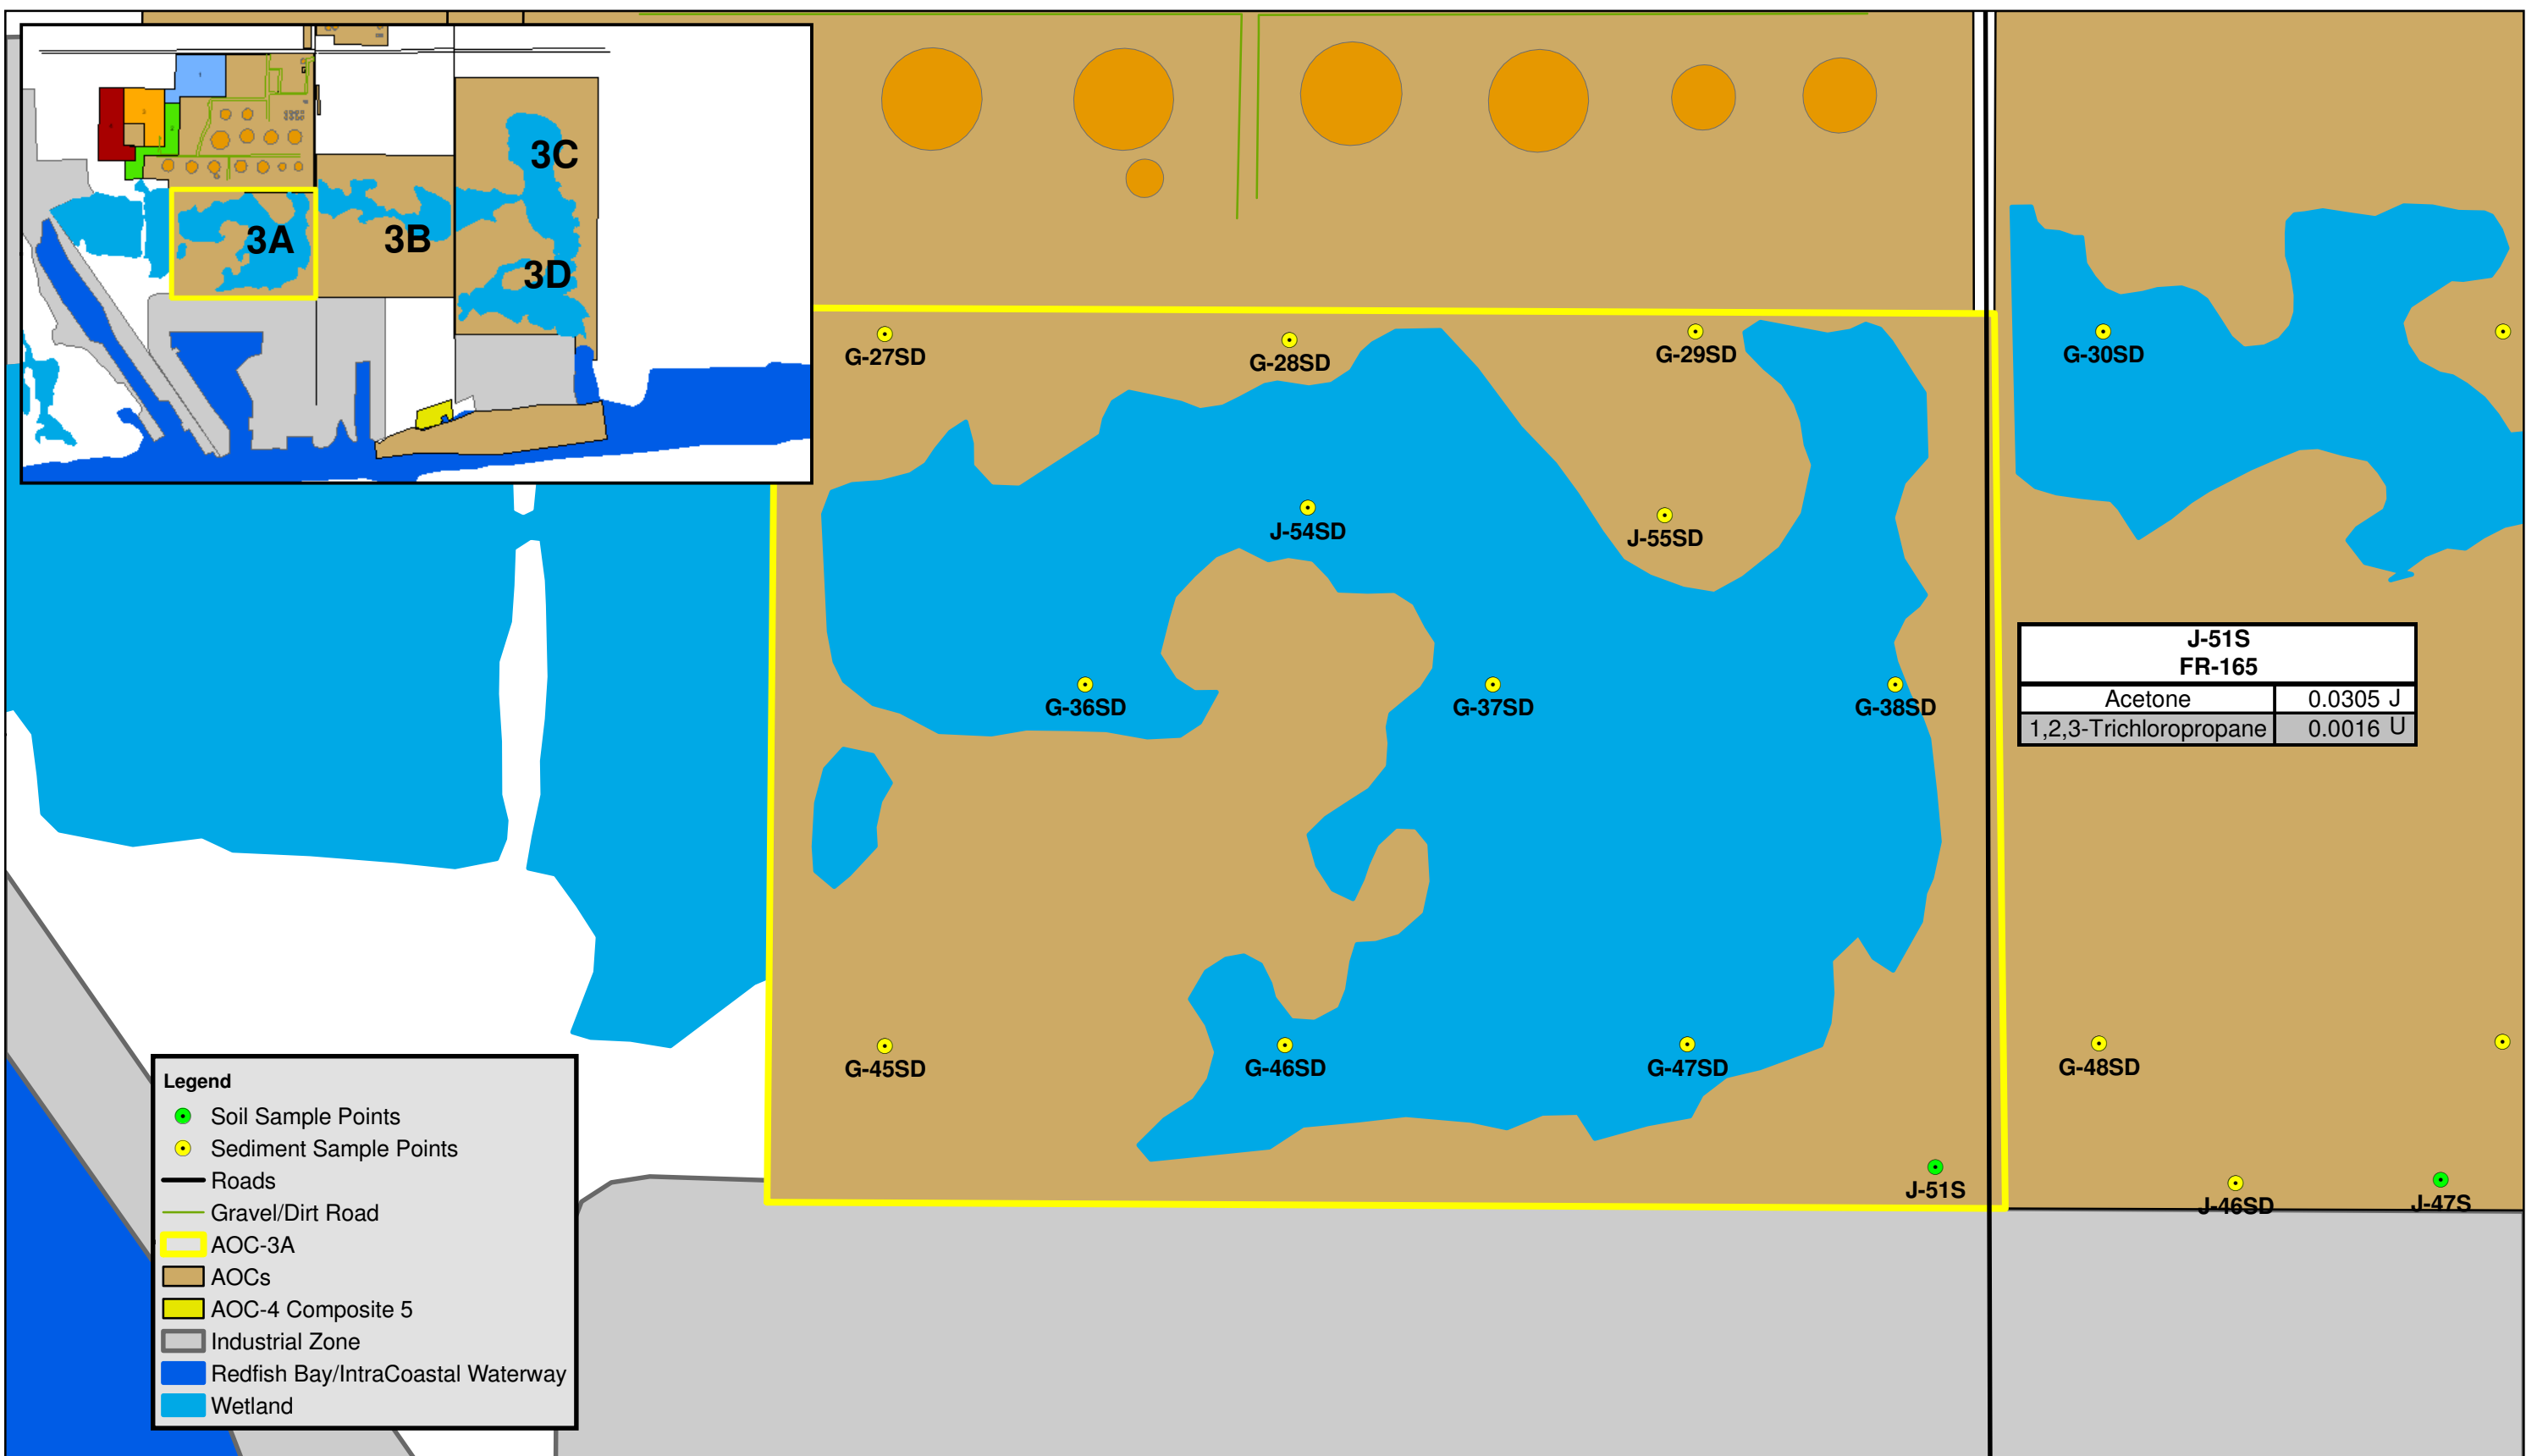 3C
3A
3B
3D
G-27SD
G-28SD
G-29SD
G-30SD
J-54SD
J-55SD
J-51S
FR-165
Acetone 0.0305 J
1,2,3-Trichloropropane 0.0016 U
G-36SD
G-37SD
G-38SD
G-45SD
G-46SD
G-47SD
G-48SD
J-51S
J-46SD
J-47S
Legend
Soil Sample Points
Sediment Sample Points
Roads
Gravel/Dirt Road
AOC-3A
AOCs
AOC-4 Composite 5
Industrial Zone
Redfish Bay/IntraCoastal Waterway
Wetland